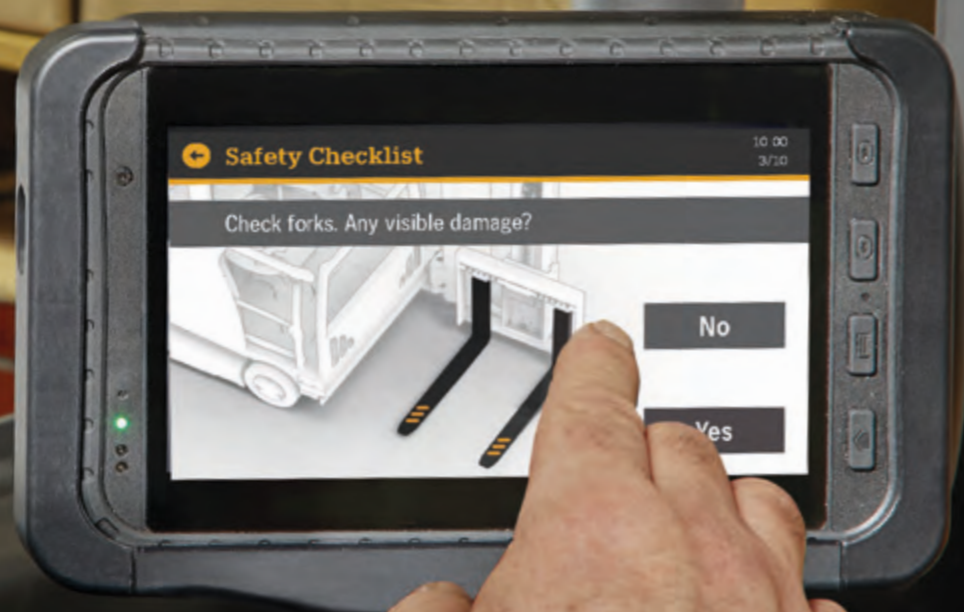 Safety Checklist
10 00
3/10
Check forks. Any visible damage?
No
Yes